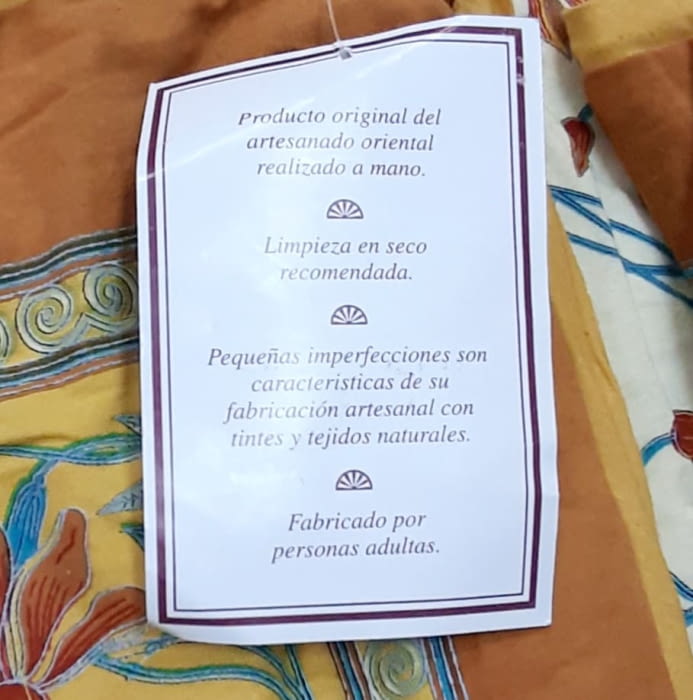 Producto original del
artesanado oriental
realizado a mano.
Limpieza en seco
recomendada.
Pequeñas imperfecciones son
caracteristicas de su
fabricación artesanal con
tintes y tejidos naturales.
Fabricado por
personas adultas.